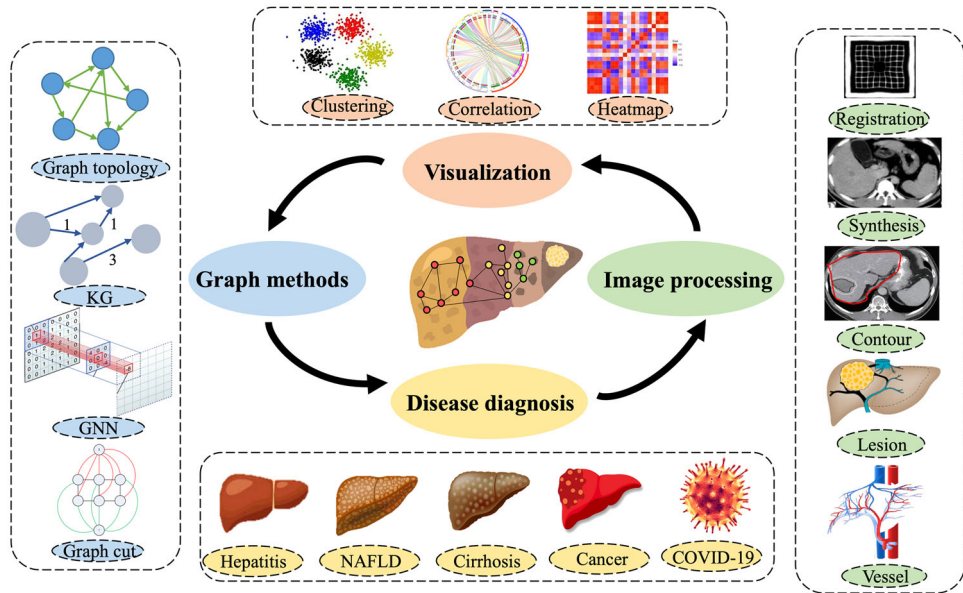 Clustering
Correlation
Heatmap
Graph topology
1
1
3
KG
GNN
Graph cut
Visualization
Graph methods
Image processing
Disease diagnosis
Hepatitis
NAFLD
Cirrhosis
Cancer
COVID-19
Registration
Synthesis
Contour
Lesion
Vessel